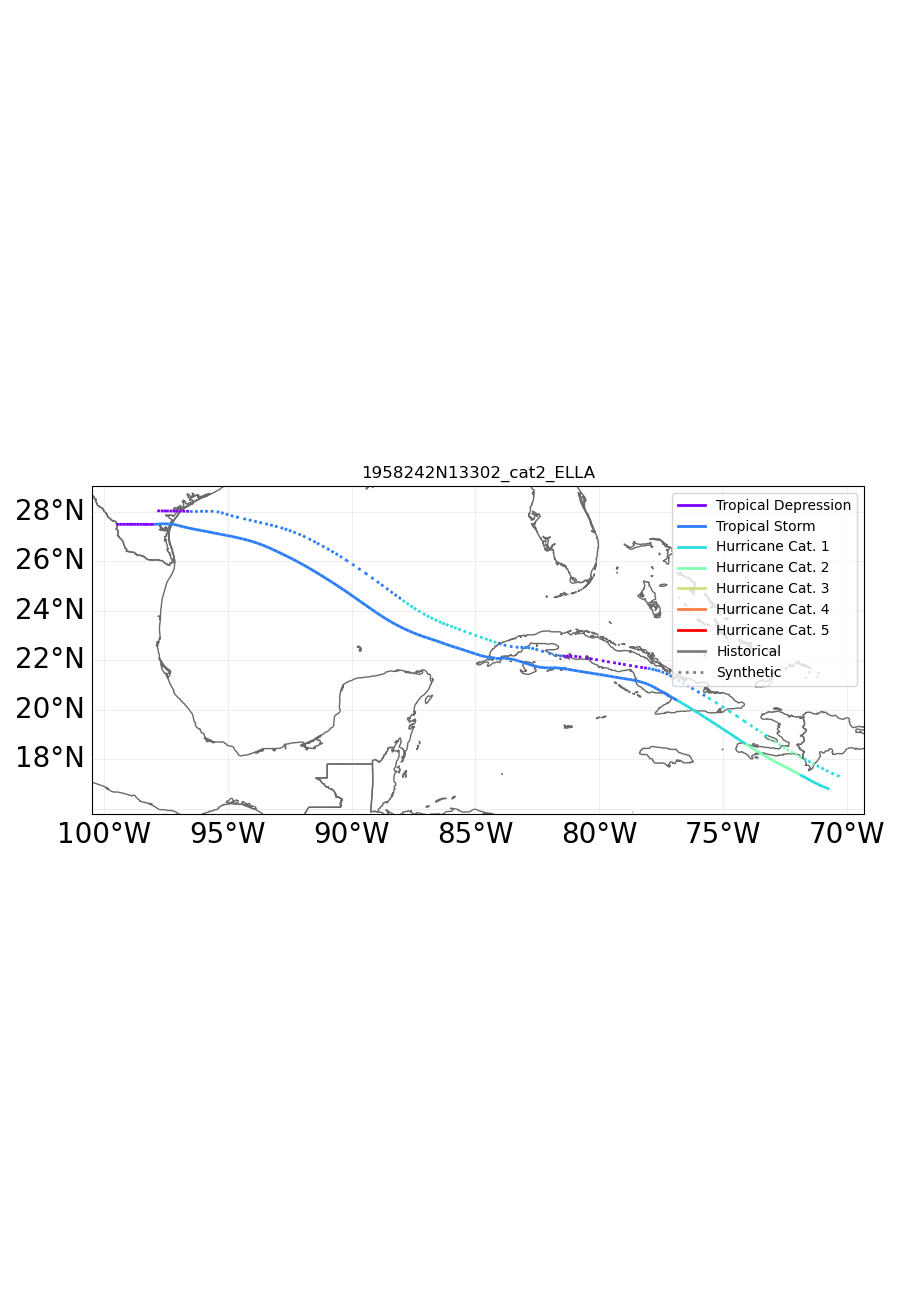 1958242N13302_cat2_ELLA
Tropical Depression
Tropical Storm
Hurricane Cat. 1
Hurricane Cat. 2
Hurricane Cat. 3
Hurricane Cat. 4
Hurricane Cat. 5
Historical
Synthetic
28°N
26°N
24°N
22°N
20°N
18°N
100°W 95°W 90°W 85°W 80°W 75°W 70°W